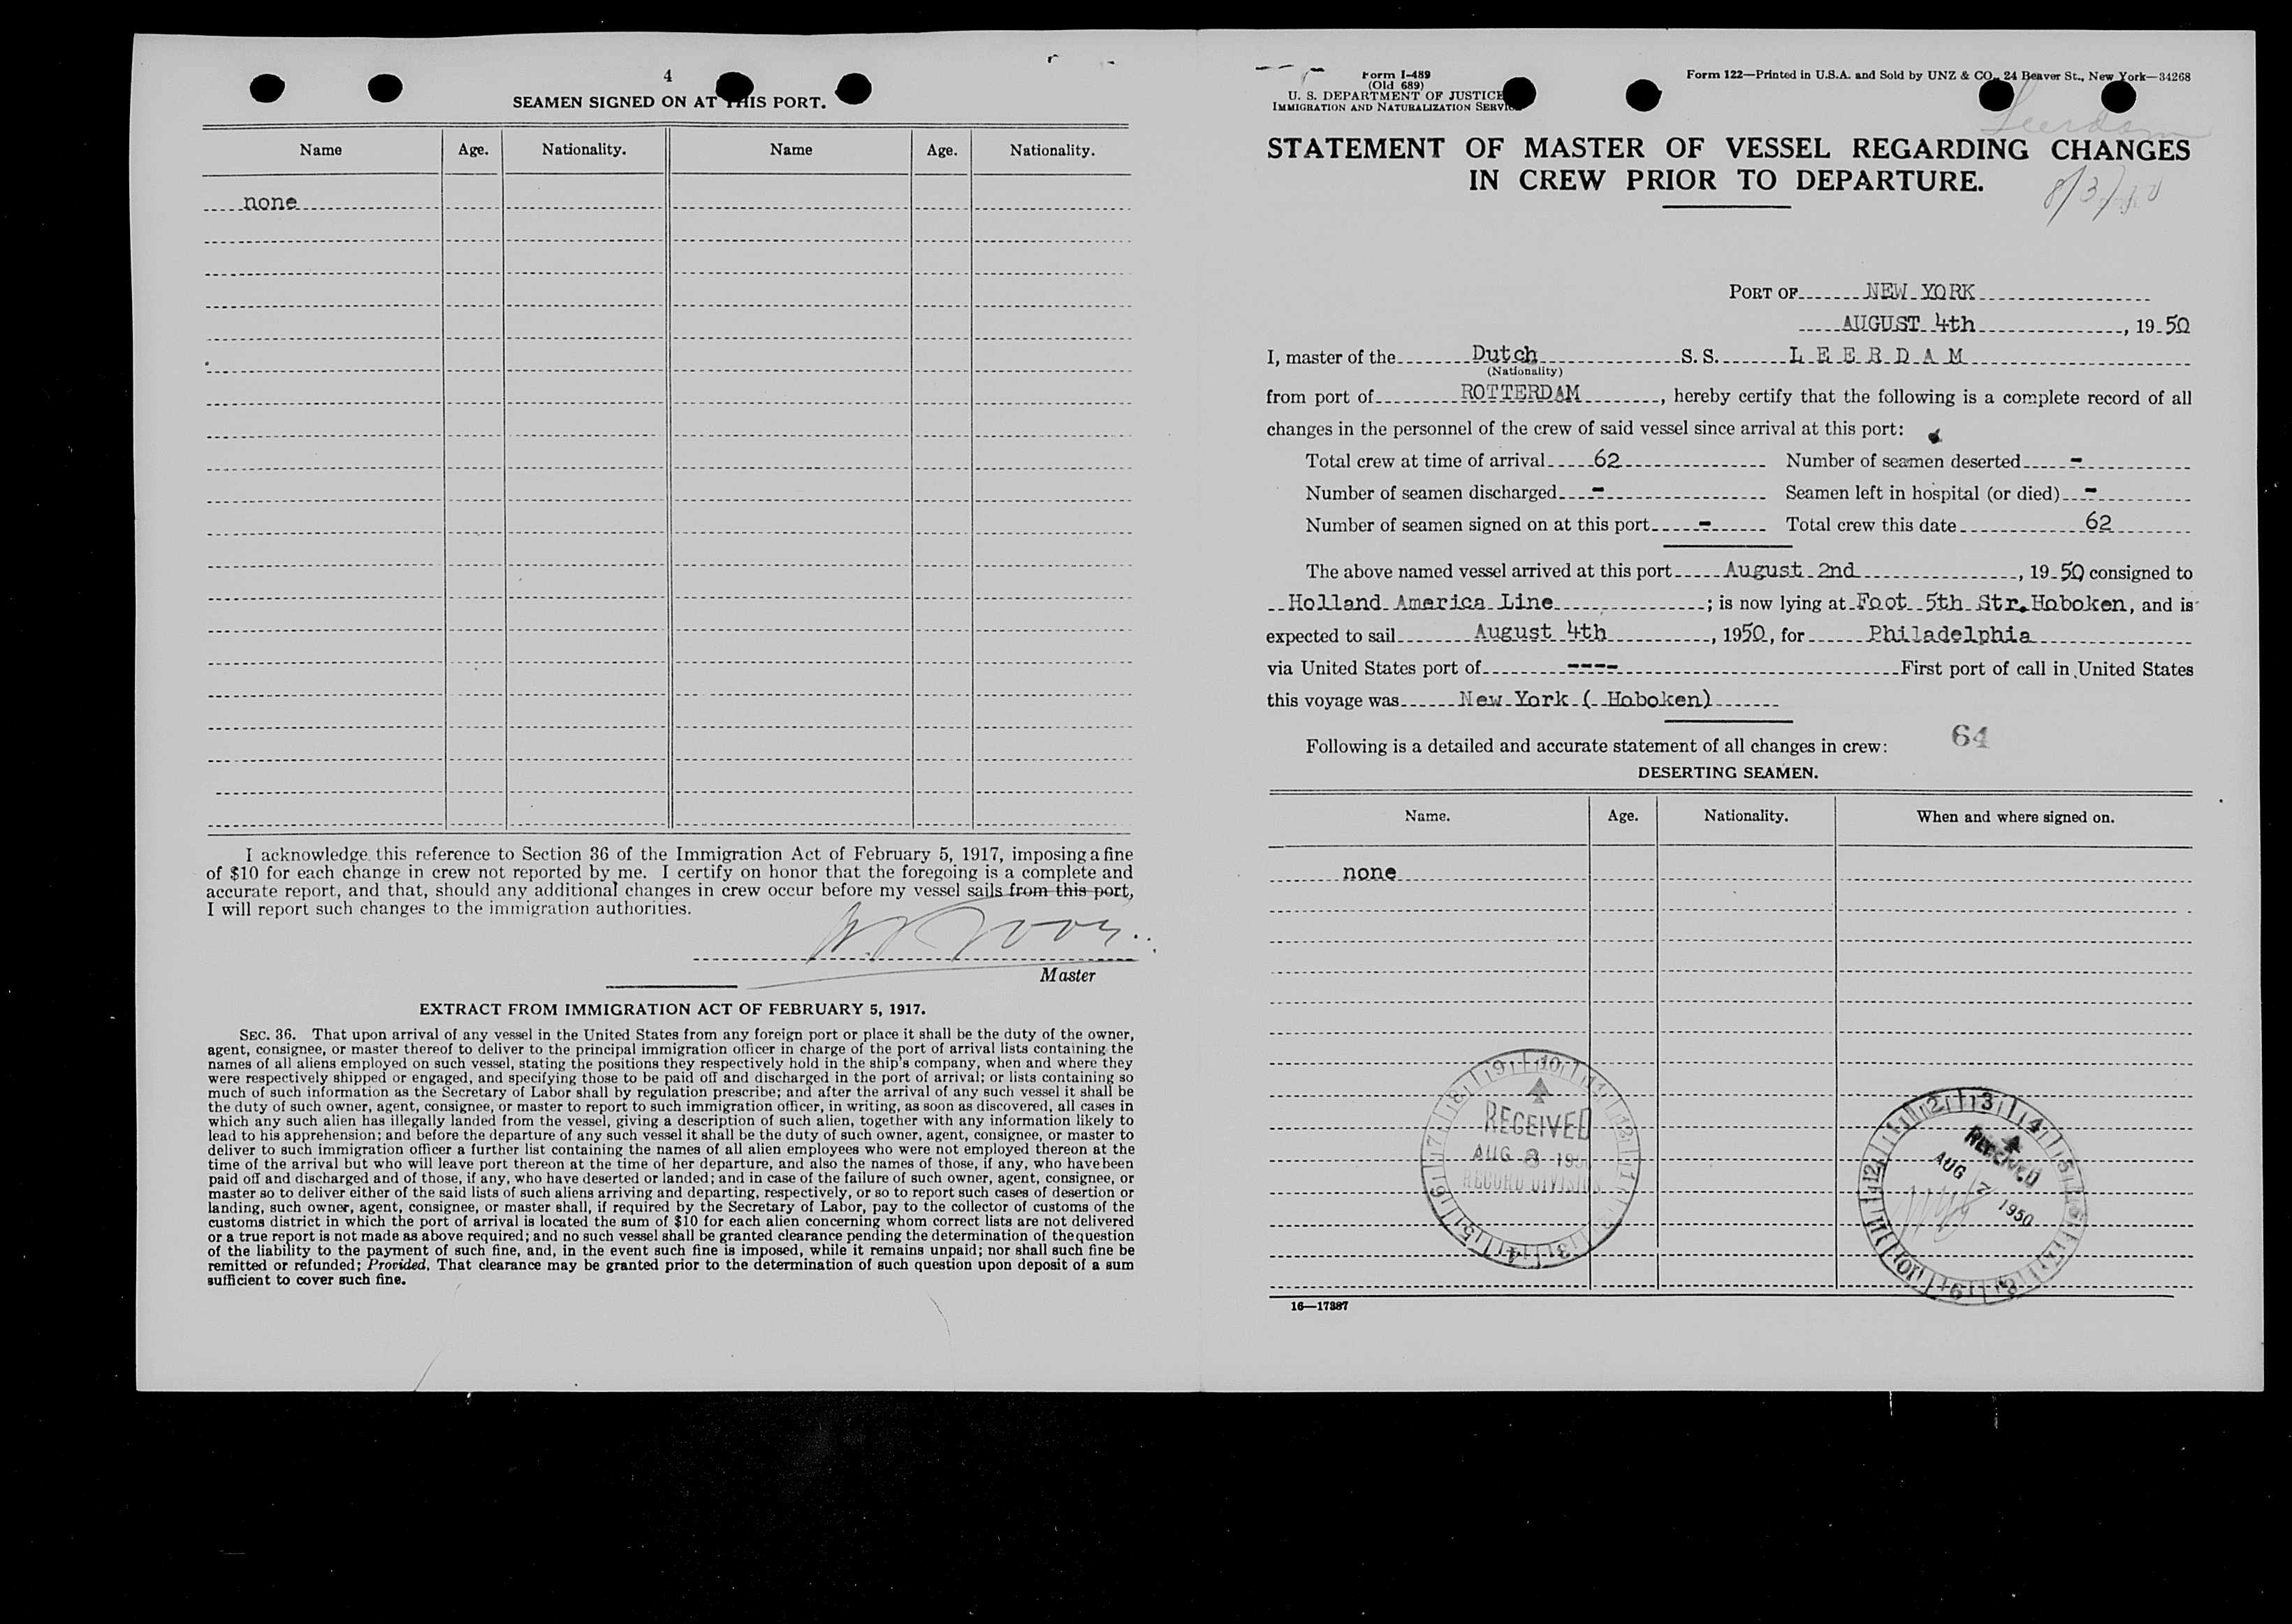 4
SEAMEN SIGNED ON AT THIS PORT.
Name Age. Nationality. Name Age. Nationality.
none
I acknowledge this reference to Section 36 of the Immigration Act of February 5, 1917, imposing a fine
of $10 for each change in crew not reported by me. I certify on honor that the foregoing is a complete and
accurate report, and that, should any additional changes in crew occur before my vessel sails from this port,
I will report such changes to the immigration authorities.
Master
EXTRACT FROM IMMIGRATION ACT OF FEBRUARY 5, 1917.
SEC. 36. That upon arrival of any vessel in the United States from any foreign port or place it shall be the duty of the owner,
agent, consignee, or master thereof to deliver to the principal immigration officer in charge of the port of arrival lists containing the
names of all aliens employed on such vessel, stating the positions they respectively hold in the ship's company, when and where they
were respectively shipped or engaged, and specifying those to be paid off and discharged in the port of arrival; or lists containing so
much of such information as the Secretary of Labor shall by regulation prescribe; and after the arrival of any such vessel it shall be
the duty of such owner, agent, consignee, or master to report to such immigration officer, in writing, as soon as discovered, all cases in
which any such alien has illegally landed from the vessel, giving a description of such alien, together with any information likely to
lead to his apprehension; and before the departure of any such vessel it shall be the duty of such owner, agent, consignee, or master to
deliver to such immigration officer a further list containing the names of all alien employees who were not employed thereon at the
time of the arrival but who will leave port thereon at the time of her departure, and also the names of those, if any, who have been
paid off and discharged and of those, if any, who have deserted or landed; and in case of the failure of such owner, agent, consignee, or
master so to deliver either of the said lists of such aliens arriving and departing, respectively, or so to report such cases of desertion or
landing, such owner, agent, consignee, or master shall, if required by the Secretary of Labor, pay to the collector of customs of the
customs district in which the port of arrival is located the sum of $10 for each alien concerning whom correct lists are not delivered
or a true report is not made as above required; and no such vessel shall be granted clearance pending the determination of the question
of the liability to the payment of such fine, and, in the event such fine is imposed, while it remains unpaid; nor shall such fine be
remitted or refunded; Provided, That clearance may be granted prior to the determination of such question upon deposit of a sum
sufficient to cover such fine.
Form I-489
(Old 689)
U. S. DEPARTMENT OF JUSTICE
IMMIGRATION AND NATURALIZATION SERVICE
Form 122—Printed in U.S.A. and Sold by UNZ & CO., 24 Beaver St., New York—34268
Leerdam
STATEMENT OF MASTER OF VESSEL REGARDING CHANGES
IN CREW PRIOR TO DEPARTURE.
8/3/50
PORT OF NEW YORK
AUGUST 4th, 1950
I, master of the Dutch S. S. LEERDAM
(Nationality)
from port of ROTTERDAM, hereby certify that the following is a complete record of all
changes in the personnel of the crew of said vessel since arrival at this port:
Total crew at time of arrival 62 Number of seamen deserted -
Number of seamen discharged - Seamen left in hospital (or died) -
Number of seamen signed on at this port - Total crew this date 62
The above named vessel arrived at this port August 2nd, 1950 consigned to
Holland America Line; is now lying at Foot 5th Str. Hoboken, and is
expected to sail August 4th, 1950, for Philadelphia
via United States port of ---- First port of call in United States
this voyage was New York ( Hoboken)
Following is a detailed and accurate statement of all changes in crew: 64
DESERTING SEAMEN.
Name. Age. Nationality. When and where signed on.
none
RECEIVED
AUG 8 195
RECORD DIVISION
RECEIVED
AUG 7 1950
16—17387